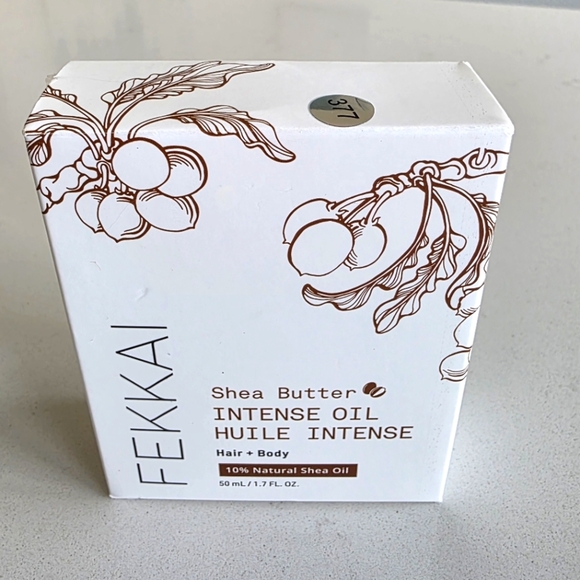 377
FEKKAI
Shea Butter
INTENSE OIL
HUILE INTENSE
Hair + Body
10% Natural Shea Oil
50 mL / 1.7 FL. OZ.